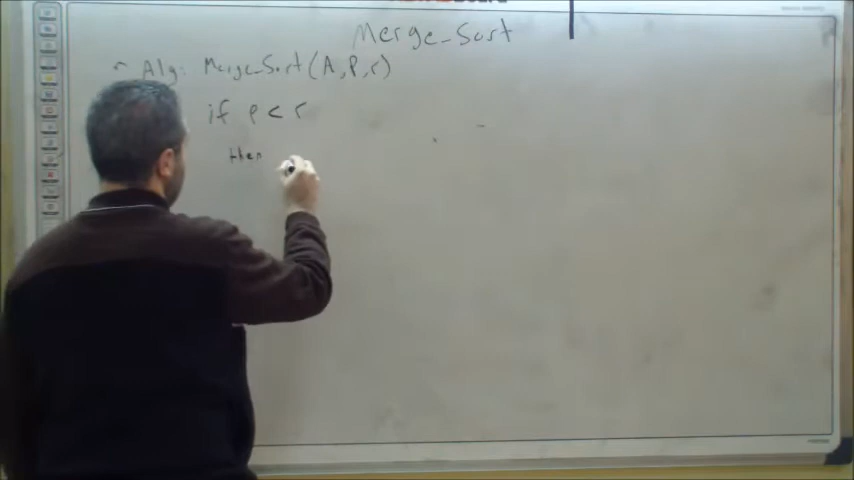 Merge_Sort
Alg: Merge_Sort(A,P,r)
if P < r
then